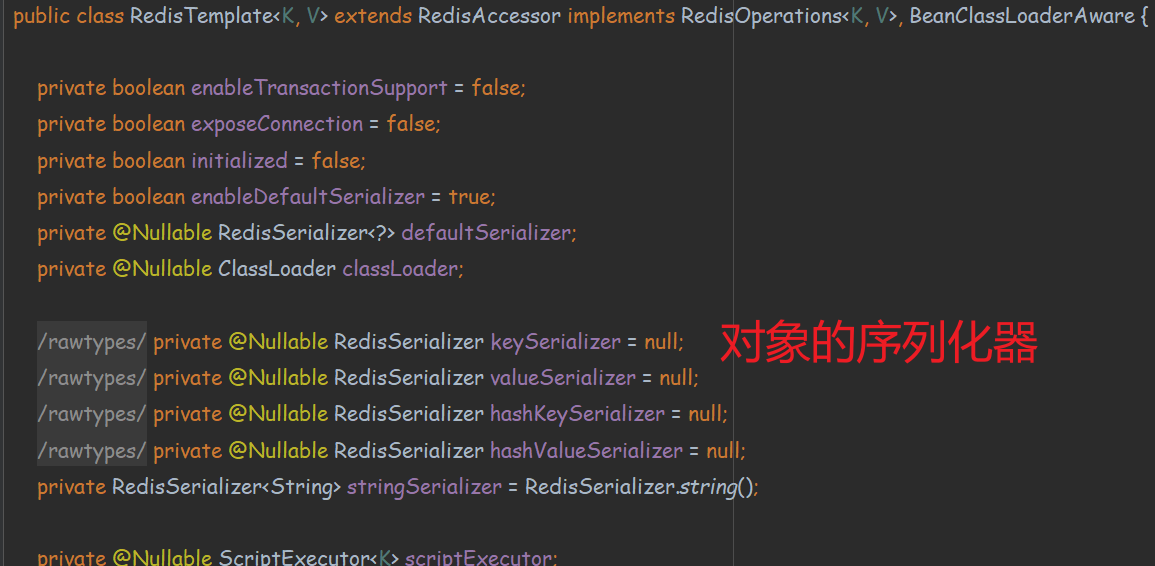 public class RedisTemplate<K, V> extends RedisAccessor implements RedisOperations<K, V>, BeanClassLoaderAware {
private boolean enableTransactionSupport = false;
private boolean exposeConnection = false;
private boolean initialized = false;
private boolean enableDefaultSerializer = true;
private @Nullable RedisSerializer<?> defaultSerializer;
private @Nullable ClassLoader classLoader;
/rawtypes/ private @Nullable RedisSerializer keySerializer = null; 对象的序列化器
/rawtypes/ private @Nullable RedisSerializer valueSerializer = null;
/rawtypes/ private @Nullable RedisSerializer hashKeySerializer = null;
/rawtypes/ private @Nullable RedisSerializer hashValueSerializer = null;
private RedisSerializer<String> stringSerializer = RedisSerializer.string();
private @Nullable ScriptExecutor<K> scriptExecutor;